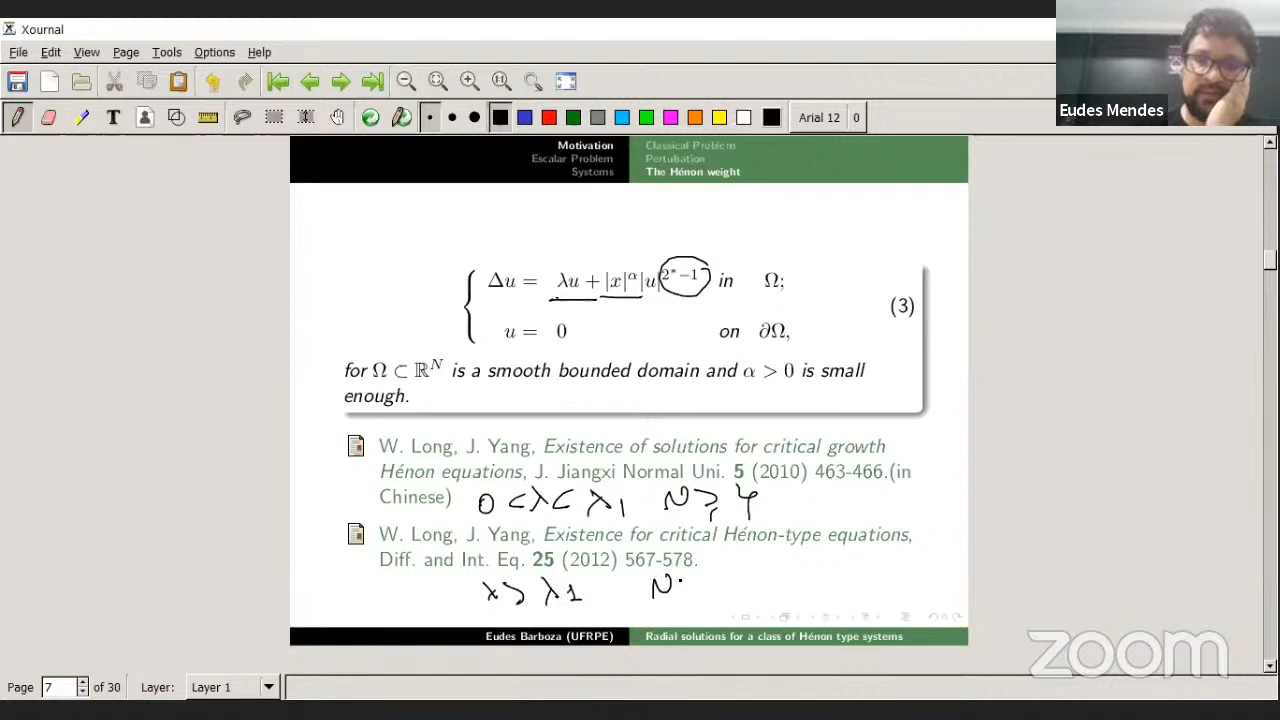 Xournal
File Edit View Page Tools Options Help
Arial 12 0
Eudes Mendes
Motivation Classical Problem
Escalar Problem Pertubation
Systems The Hénon weight
Δu = λu + |x|^α|u|^{2*−1} in Ω;
(3)
u = 0 on ∂Ω,
for Ω ⊂ ℝ^N is a smooth bounded domain and α > 0 is small
enough.
W. Long, J. Yang, Existence of solutions for critical growth
Hénon equations, J. Jiangxi Normal Uni. 5 (2010) 463-466.(in
Chinese) 0 < λ < λ1 N ≥ 4
W. Long, J. Yang, Existence for critical Hénon-type equations,
Diff. and Int. Eq. 25 (2012) 567-578.
λ > λ1 N
Eudes Barboza (UFRPE) Radial solutions for a class of Hénon type systems
zoom
Page 7 of 30 Layer: Layer 1